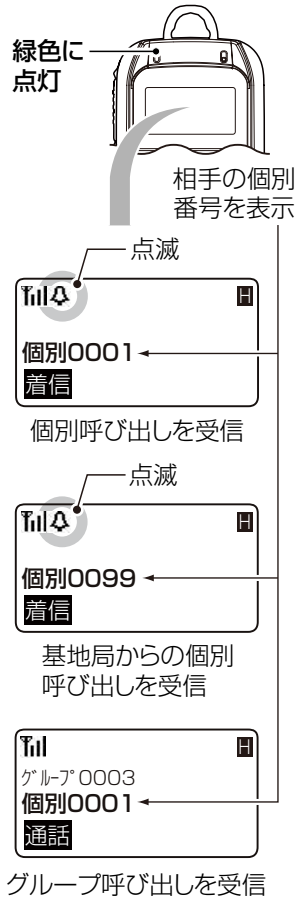 緑色に
点灯
相手の個別
番号を表示
点滅
H
個別0001
着信
個別呼び出しを受信
点滅
H
個別0099
着信
基地局からの個別
呼び出しを受信
H
ｸﾞﾙｰﾌﾟ0003
個別0001
通話
グループ呼び出しを受信